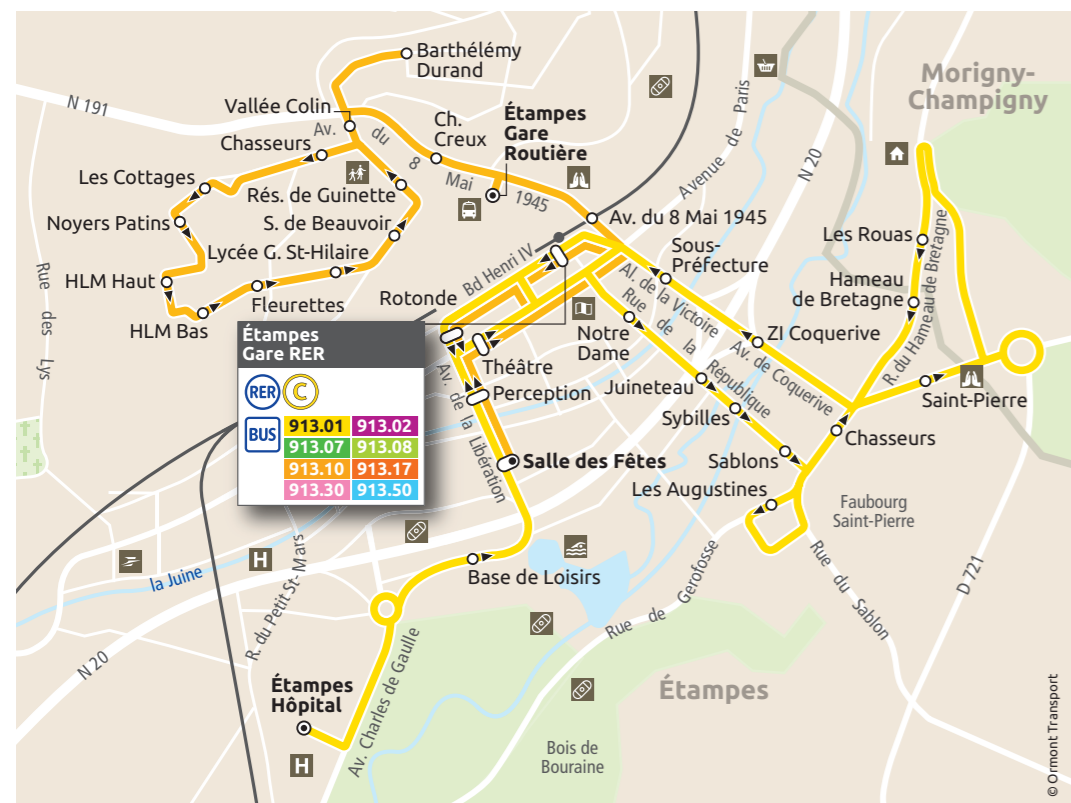 Barthélémy
Durand
Morigny-
Champigny
N 191
Vallée Colin
Av. du 8 Mai 1945
Ch.
Creux
Étampes
Gare
Routière
Avenue de Paris
N 20
Chasseurs
Les Cottages
Rés. de Guinette
Noyers Patins
S. de Beauvoir
Av. du 8 Mai 1945
Lycée G. St-Hilaire
Bd Henri IV
Sous-
Préfecture
Les Rouas
HLM Haut
Fleurettes
Rotonde
Al. de la Victoire
Hameau
de Bretagne
R. du Hameau de Bretagne
Rue des Lys
HLM Bas
Notre
Dame
Rue de la République
ZI Coquerive
Av. de Coquerive
Étampes
Gare RER
RER
C
BUS
913.01
913.02
913.07
913.08
913.10
913.17
913.30
913.50
Théâtre
Perception
Juineteau
Saint-Pierre
Av. de la Libération
Sybilles
Chasseurs
Salle des Fêtes
Sablons
Les Augustines
Faubourg
Saint-Pierre
H
la Juine
R. du Petit St-Mars
Base de Loisirs
Rue de Gerofosse
Rue du Sablon
D 721
N 20
Étampes
Hôpital
Av. Charles de Gaulle
Étampes
H
Bois de
Bouraine
© Ormont Transport